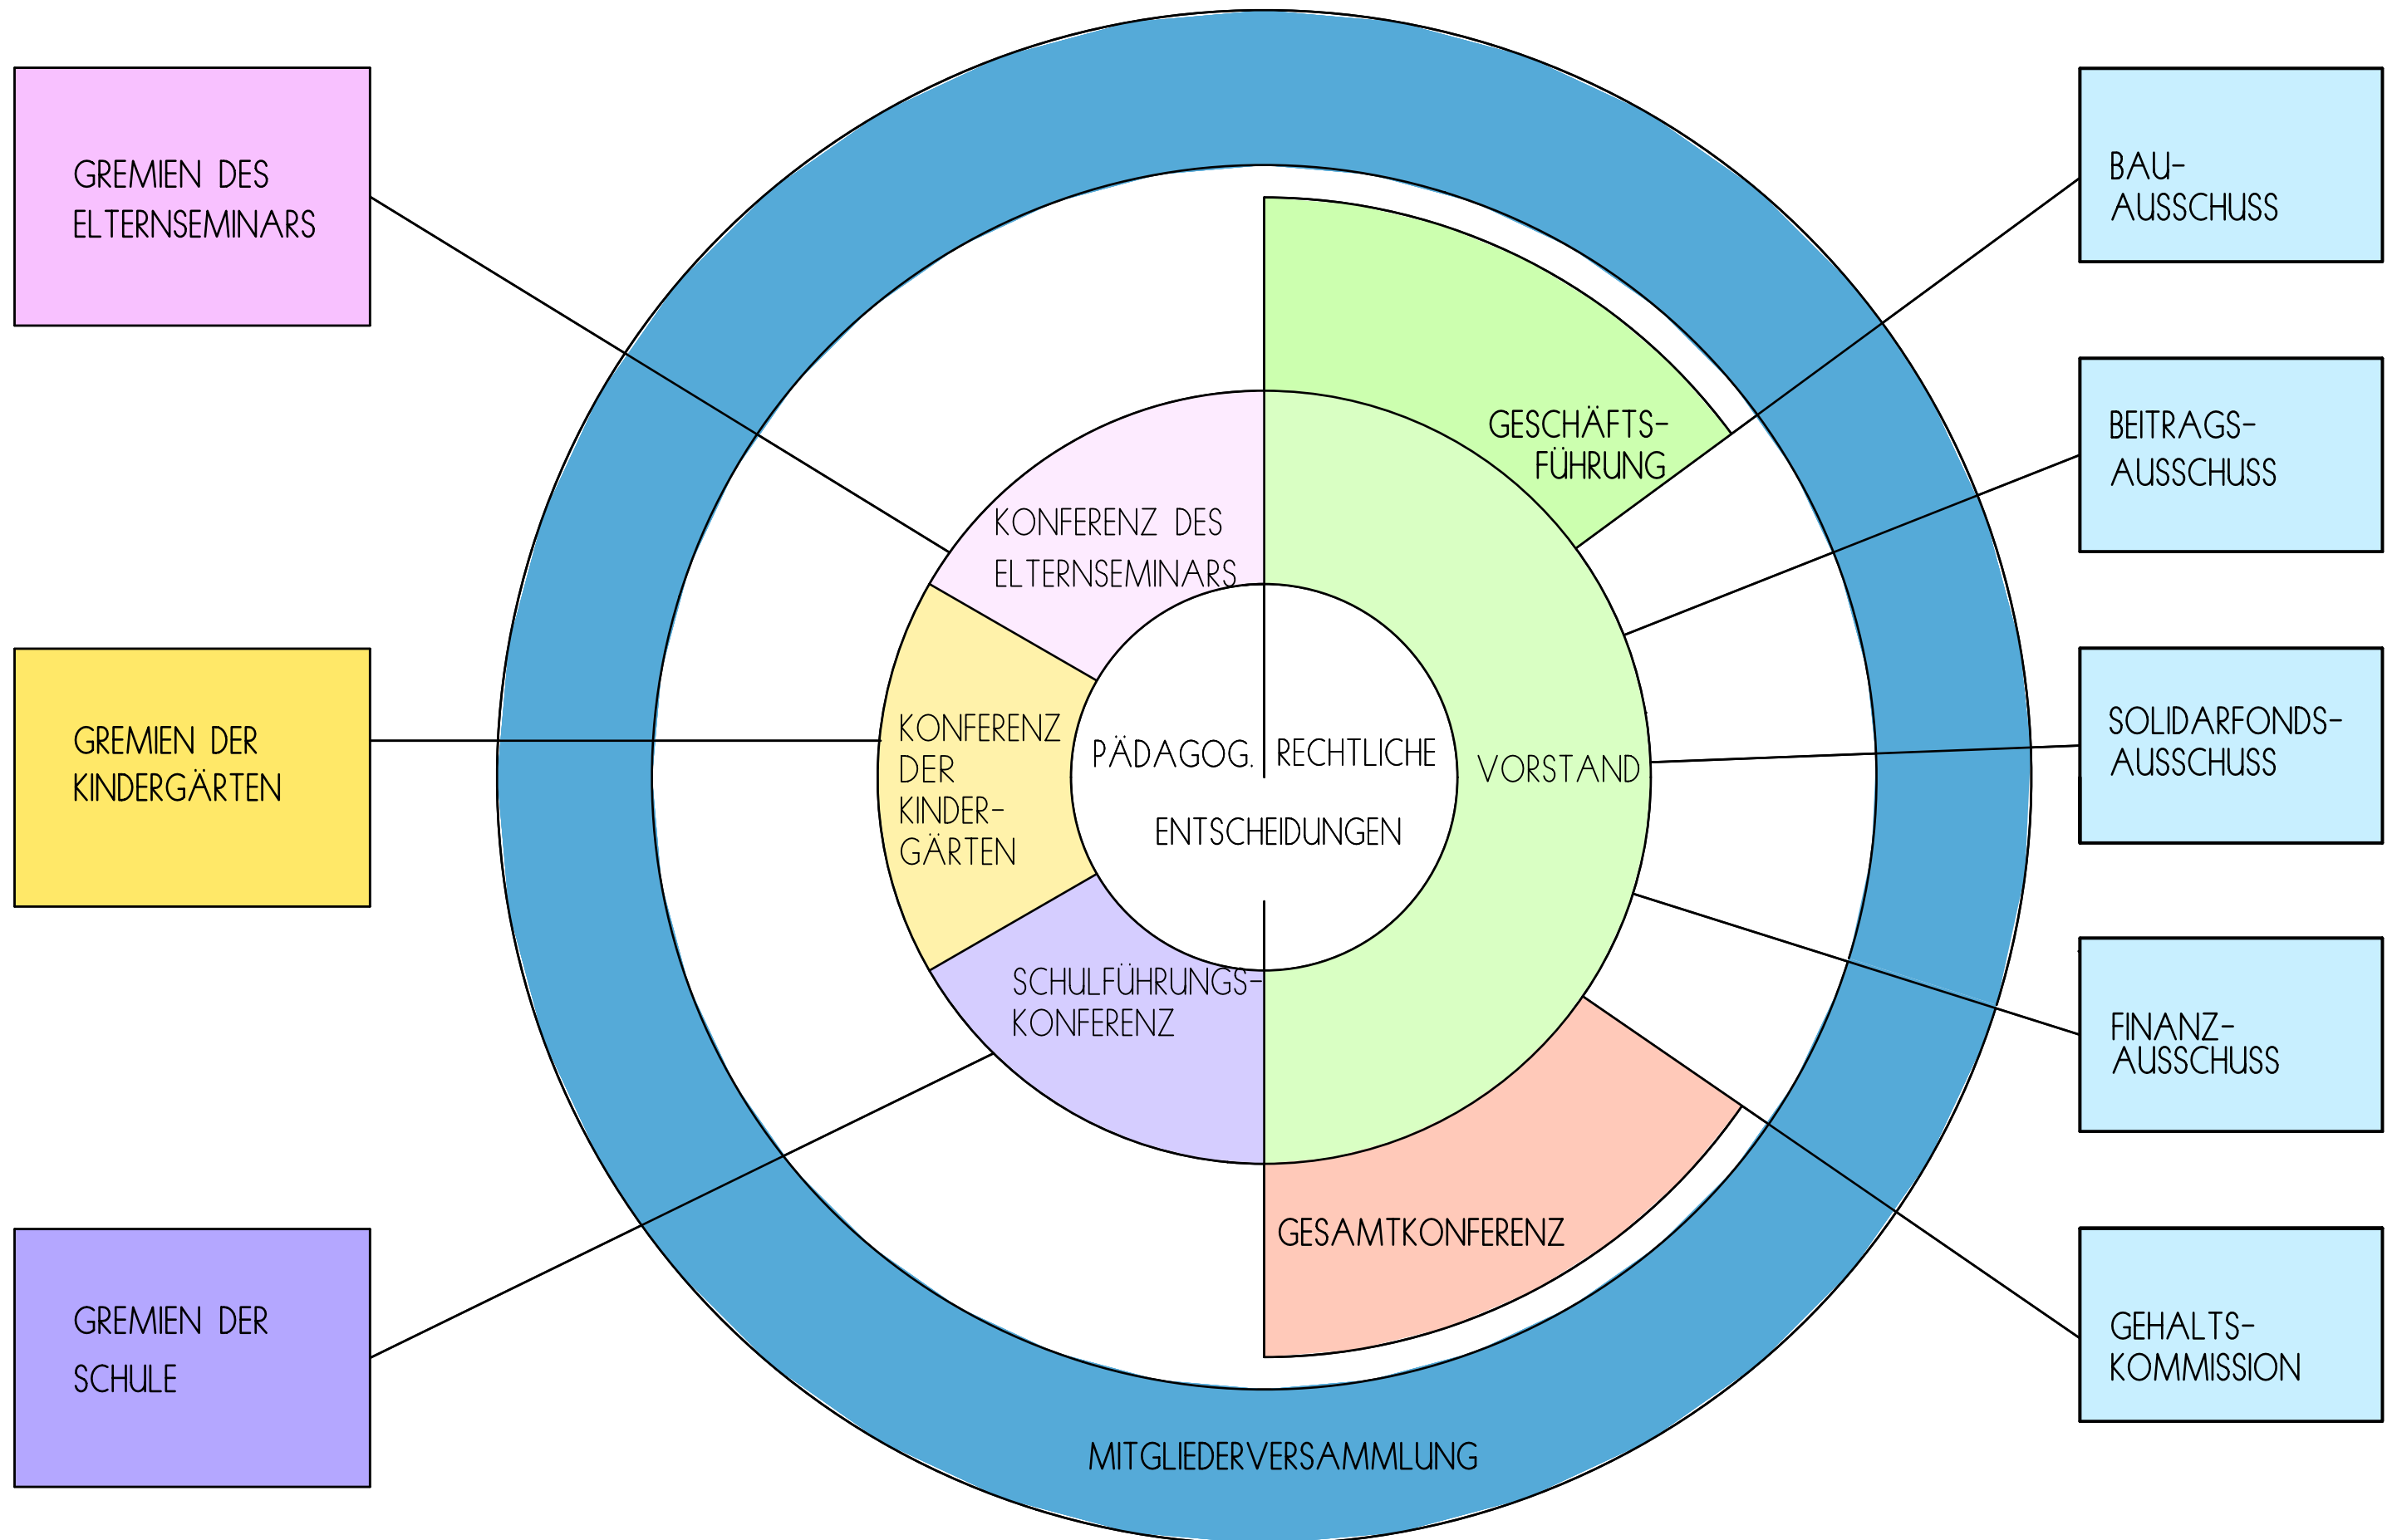 GREMIEN DES
ELTERNSEMINARS
GREMIEN DER
KINDERGÄRTEN
GREMIEN DER
SCHULE
KONFERENZ DES
ELTERNSEMINARS
KONFERENZ
DER
KINDER-
GÄRTEN
SCHULFÜHRUNGS-
KONFERENZ
PÄDAGOG. RECHTLICHE
ENTSCHEIDUNGEN
GESCHÄFTS-
FÜHRUNG
VORSTAND
GESAMTKONFERENZ
MITGLIEDERVERSAMMLUNG
BAU-
AUSSCHUSS
BEITRAGS-
AUSSCHUSS
SOLIDARFONDS-
AUSSCHUSS
FINANZ-
AUSSCHUSS
GEHALTS-
KOMMISSION